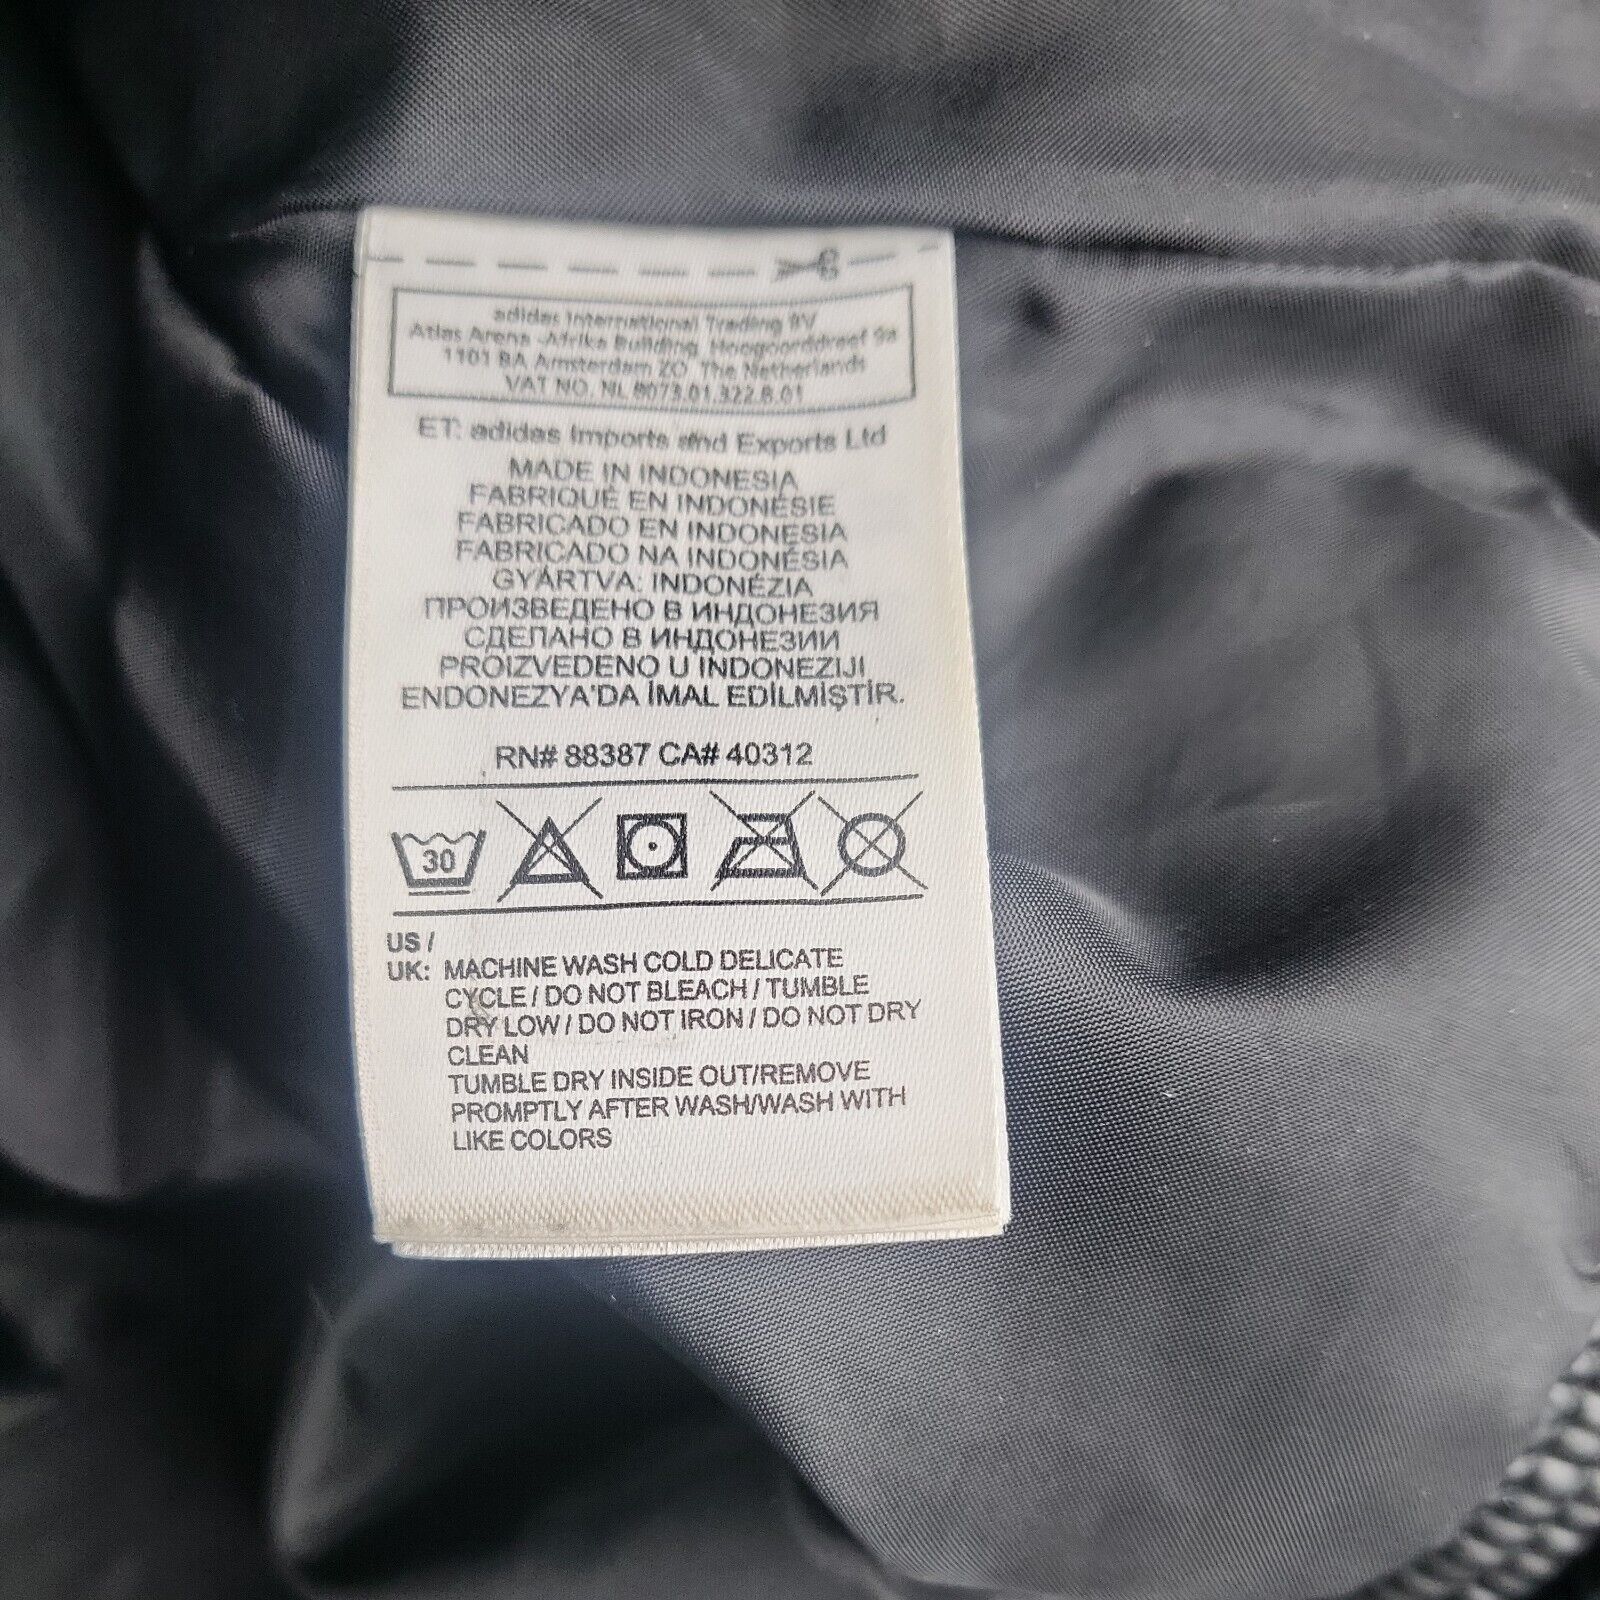 adidas International Trading BV
Atlas Arena -Afrika Building, Hoogoorddreef 9a
1101 BA Amsterdam ZO, The Netherlands
VAT NO. NL 8073.01.322.B.01
ET: adidas Imports and Exports Ltd
MADE IN INDONESIA
FABRIQUÉ EN INDONÉSIE
FABRICADO EN INDONESIA
FABRICADO NA INDONÉSIA
GYÁRTVA: INDONÉZIA
ПРОИЗВЕДЕНО В ИНДОНЕЗИЯ
СДЕЛАНО В ИНДОНЕЗИИ
PROIZVEDENO U INDONEZIJI
ENDONEZYA'DA İMAL EDİLMİŞTİR.
RN# 88387 CA# 40312
30
US /
UK: MACHINE WASH COLD DELICATE
CYCLE / DO NOT BLEACH / TUMBLE
DRY LOW / DO NOT IRON / DO NOT DRY
CLEAN
TUMBLE DRY INSIDE OUT/REMOVE
PROMPTLY AFTER WASH/WASH WITH
LIKE COLORS